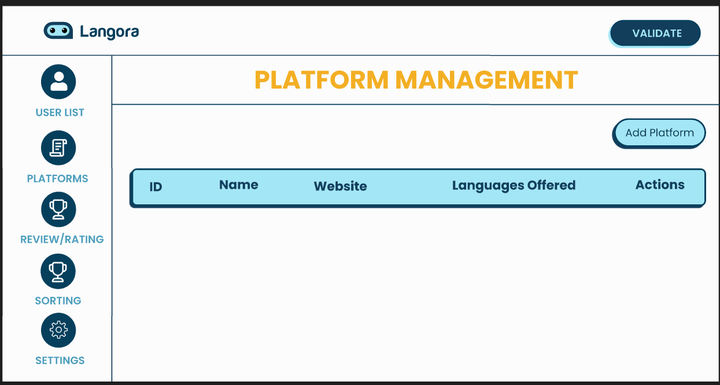 Langora
VALIDATE
USER LIST
PLATFORMS
REVIEW/RATING
SORTING
SETTINGS
PLATFORM MANAGEMENT
Add Platform
ID Name Website Languages Offered Actions